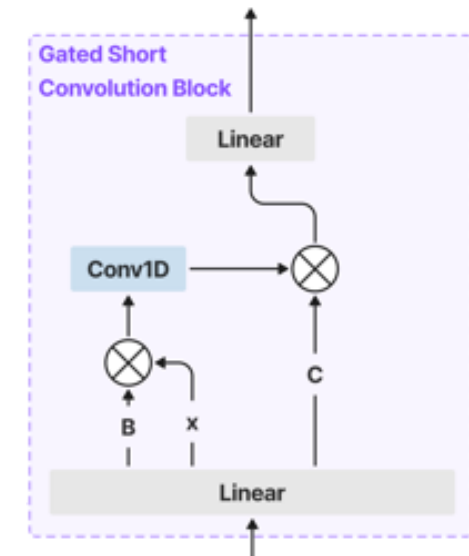 Gated Short
Convolution Block
Linear
Conv1D
C
B
x
Linear